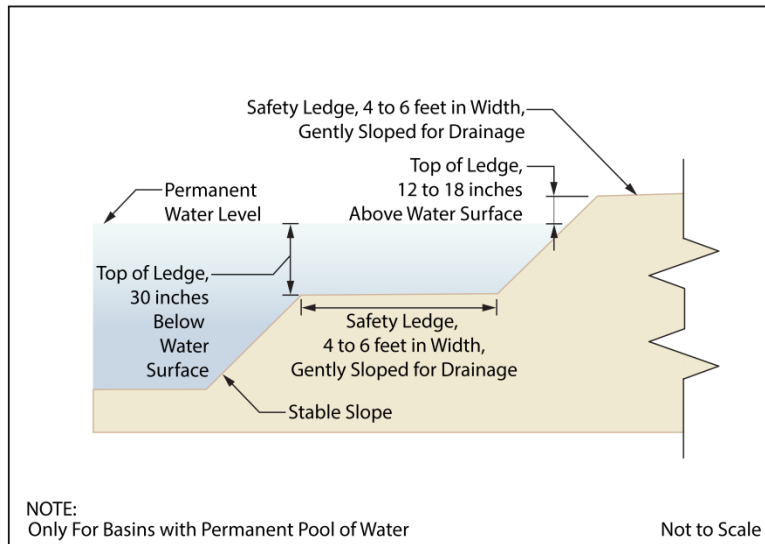 Safety Ledge, 4 to 6 feet in Width,
Gently Sloped for Drainage
Top of Ledge,
12 to 18 inches
Above Water Surface
Permanent
Water Level
Top of Ledge,
30 inches
Below
Water
Surface
Safety Ledge,
4 to 6 feet in Width,
Gently Sloped for Drainage
Stable Slope
NOTE:
Only For Basins with Permanent Pool of Water
Not to Scale